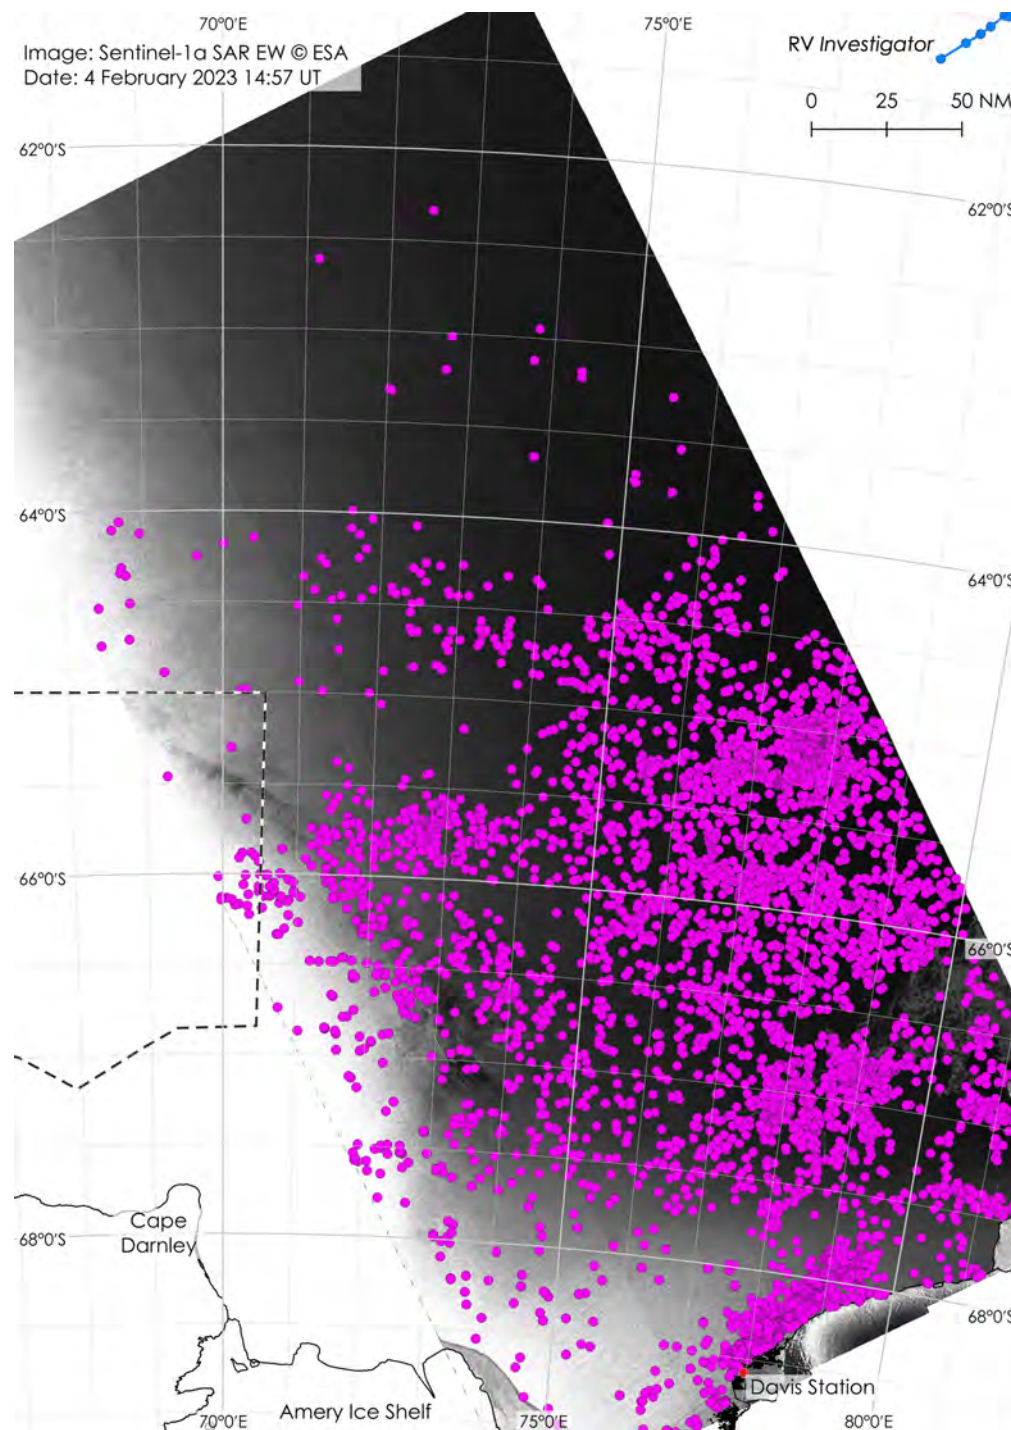 70°0'E
75°0'E
Image: Sentinel-1a SAR EW © ESA
Date: 4 February 2023 14:57 UT
RV Investigator
0 25 50 NM
62°0'S
62°0'S
64°0'S
64°0'S
66°0'S
66°0'S
Cape
Darnley
68°0'S
68°0'S
Davis Station
Amery Ice Shelf
70°0'E
75°0'E
80°0'E